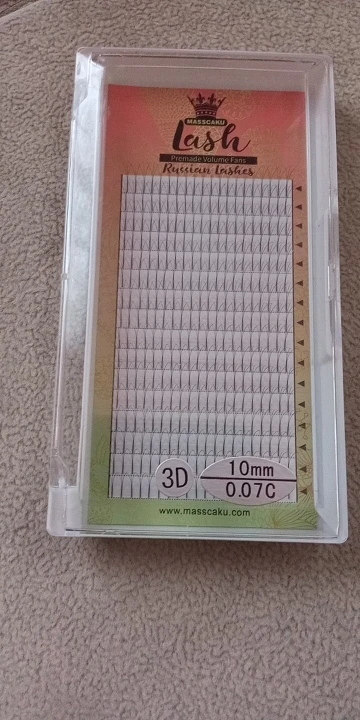 MASSCAKU
Lash
Premade Volume Fans
Russian Lashes
3D
10mm
0.07C
www.masscaku.com